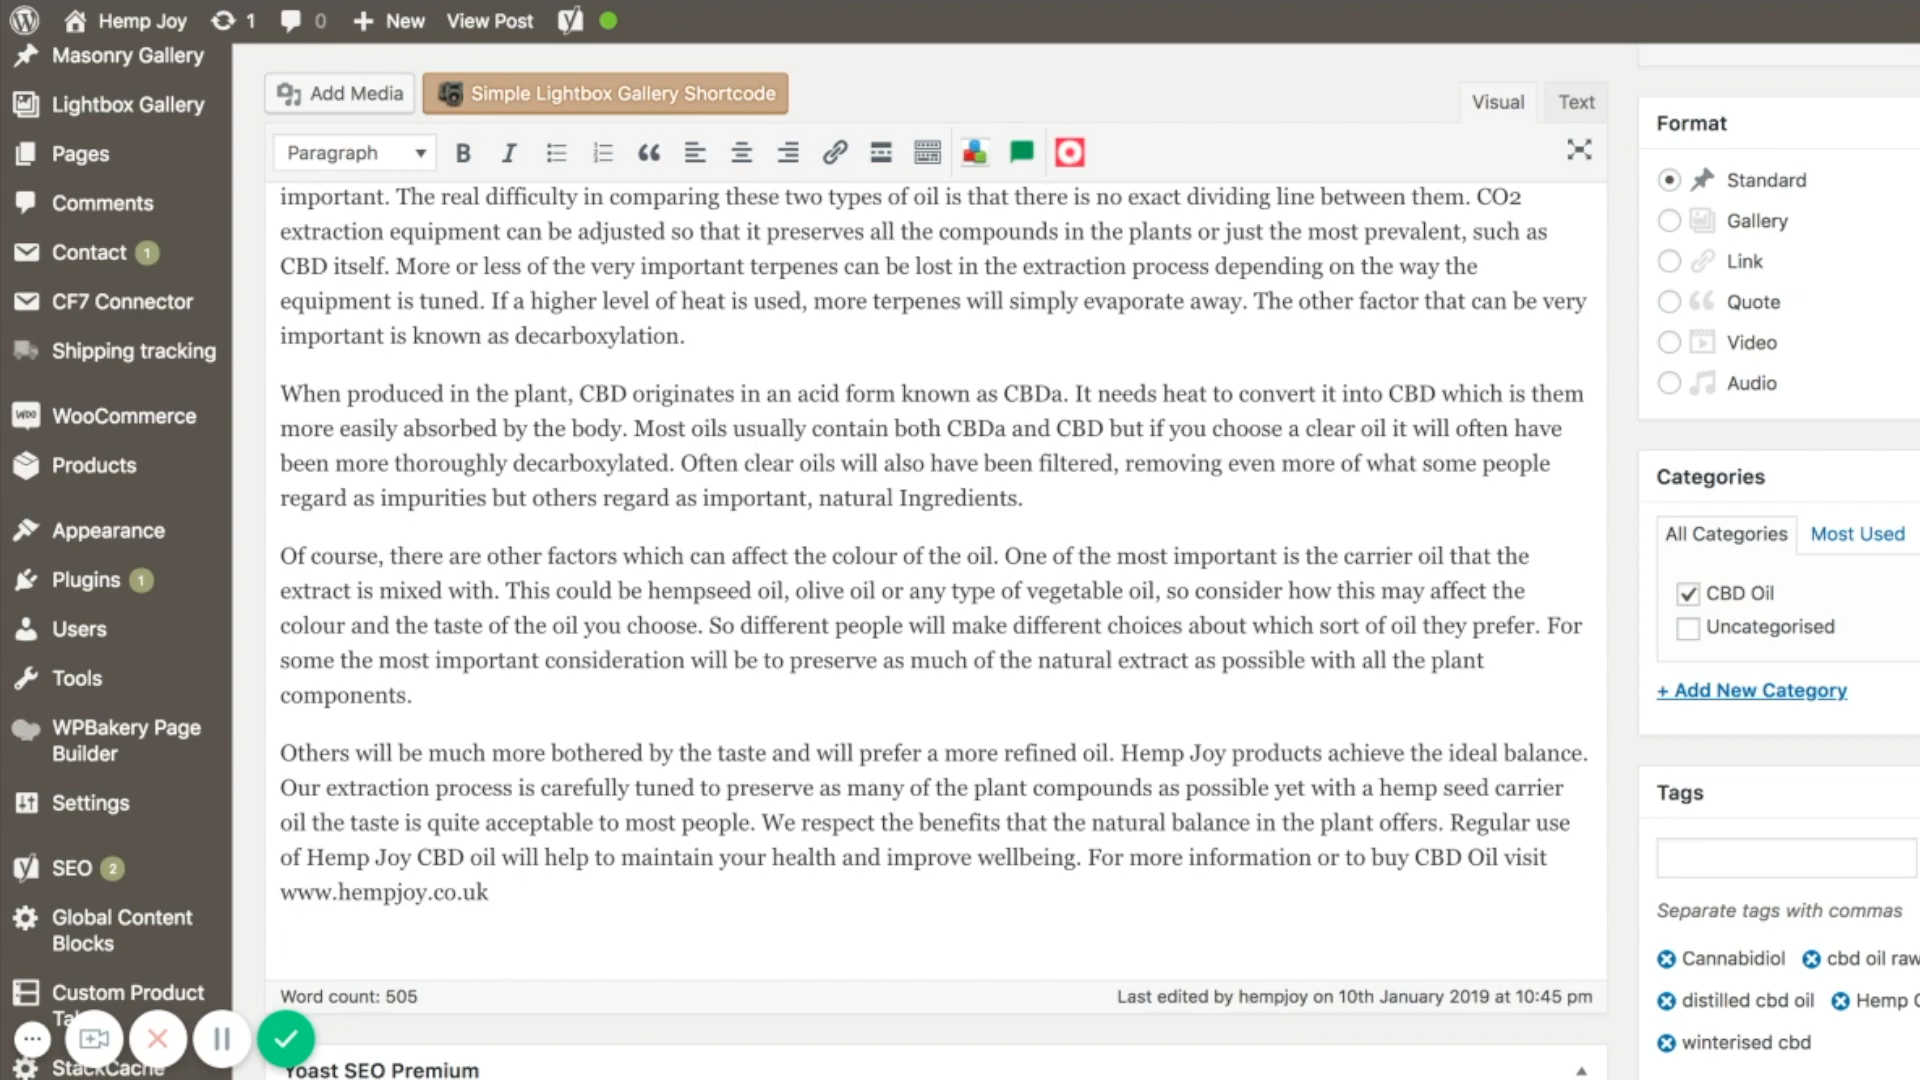 Hemp Joy 1 0 New View Post
Masonry Gallery
Lightbox Gallery
Pages
Comments
Contact 1
CF7 Connector
Shipping tracking
WooCommerce
Products
Appearance
Plugins 1
Users
Tools
WPBakery Page
Builder
Settings
SEO 2
Global Content
Blocks
Custom Product
StackCache
Add Media
Simple Lightbox Gallery Shortcode
Visual
Text
Paragraph
important. The real difficulty in comparing these two types of oil is that there is no exact dividing line between them. CO2
extraction equipment can be adjusted so that it preserves all the compounds in the plants or just the most prevalent, such as
CBD itself. More or less of the very important terpenes can be lost in the extraction process depending on the way the
equipment is tuned. If a higher level of heat is used, more terpenes will simply evaporate away. The other factor that can be very
important is known as decarboxylation.
When produced in the plant, CBD originates in an acid form known as CBDa. It needs heat to convert it into CBD which is them
more easily absorbed by the body. Most oils usually contain both CBDa and CBD but if you choose a clear oil it will often have
been more thoroughly decarboxylated. Often clear oils will also have been filtered, removing even more of what some people
regard as impurities but others regard as important, natural Ingredients.
Of course, there are other factors which can affect the colour of the oil. One of the most important is the carrier oil that the
extract is mixed with. This could be hempseed oil, olive oil or any type of vegetable oil, so consider how this may affect the
colour and the taste of the oil you choose. So different people will make different choices about which sort of oil they prefer. For
some the most important consideration will be to preserve as much of the natural extract as possible with all the plant
components.
Others will be much more bothered by the taste and will prefer a more refined oil. Hemp Joy products achieve the ideal balance.
Our extraction process is carefully tuned to preserve as many of the plant compounds as possible yet with a hemp seed carrier
oil the taste is quite acceptable to most people. We respect the benefits that the natural balance in the plant offers. Regular use
of Hemp Joy CBD oil will help to maintain your health and improve wellbeing. For more information or to buy CBD Oil visit
www.hempjoy.co.uk
Word count: 505
Last edited by hempjoy on 10th January 2019 at 10:45 pm
Yoast SEO Premium
Format
Standard
Gallery
Link
Quote
Video
Audio
Categories
All Categories
Most Used
CBD Oil
Uncategorised
+ Add New Category
Tags
Separate tags with commas
Cannabidiol
cbd oil raw
distilled cbd oil
Hemp
winterised cbd